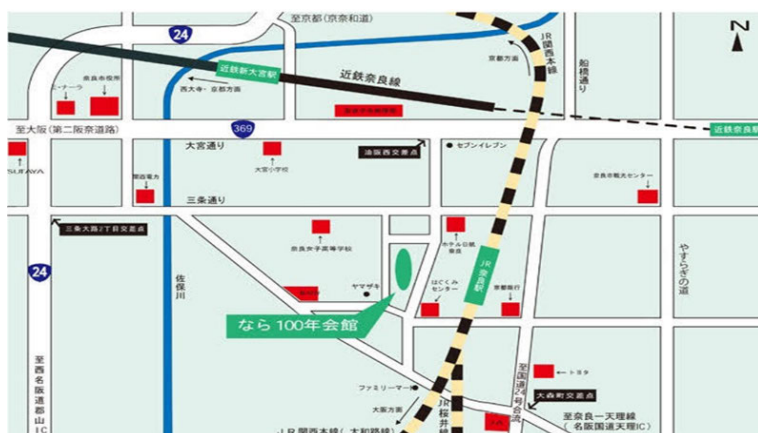 至京都(京奈和道)
N
24
奈良市役所
ミ・ナーラ
近鉄新大宮駅
西大寺・京都方面
近鉄奈良線
京都方面
JR関西本線
船橋通り
至大阪(第二阪奈道路)
369
近鉄奈良駅
大宮通り
油阪西交差点
セブンイレブン
大宮小学校
関西電力
奈良市観光センター
三条通り
三条大路2丁目交差点
奈良女子高等学校
ホテル日航
奈良
JR奈良駅
やすらぎの道
24
佐保川
ヤマザキ
はぐくみ
センター
京都銀行
なら100年会館
トヨタ
ファミリーマート
大森町交差点
大阪方面
至西名阪道郡山IC
JR関西本線(大和路線)
JR桜井線
至国道24号合流
至奈良―天理線
(名阪国道天理IC)